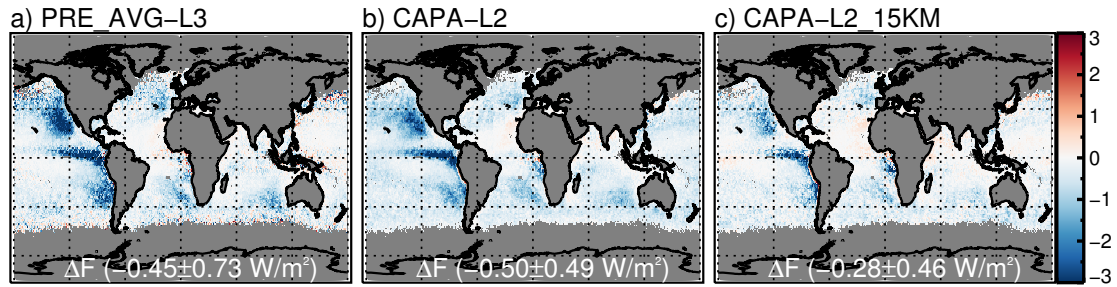 a) PRE_AVG−L3
b) CAPA−L2
c) CAPA−L2_15KM
3
2
1
0
−1
−2
−3
ΔF (−0.45±0.73 W/m²)
ΔF (−0.50±0.49 W/m²)
ΔF (−0.28±0.46 W/m²)